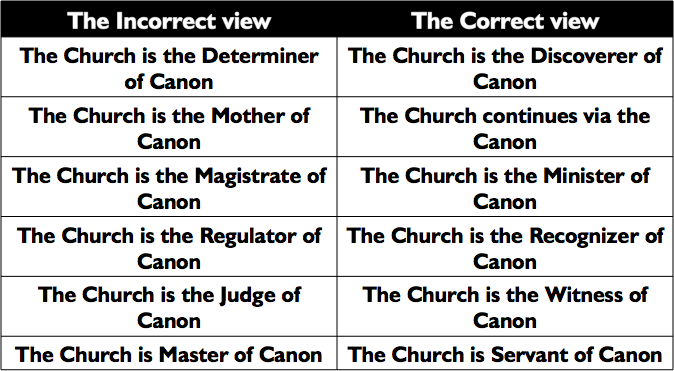 The Incorrect view
The Correct view
The Church is the Determiner
of Canon
The Church is the Discoverer of
Canon
The Church is the Mother of
Canon
The Church continues via the
Canon
The Church is the Magistrate of
Canon
The Church is the Minister of
Canon
The Church is the Regulator of
Canon
The Church is the Recognizer of
Canon
The Church is the Judge of
Canon
The Church is the Witness of
Canon
The Church is Master of Canon
The Church is Servant of Canon